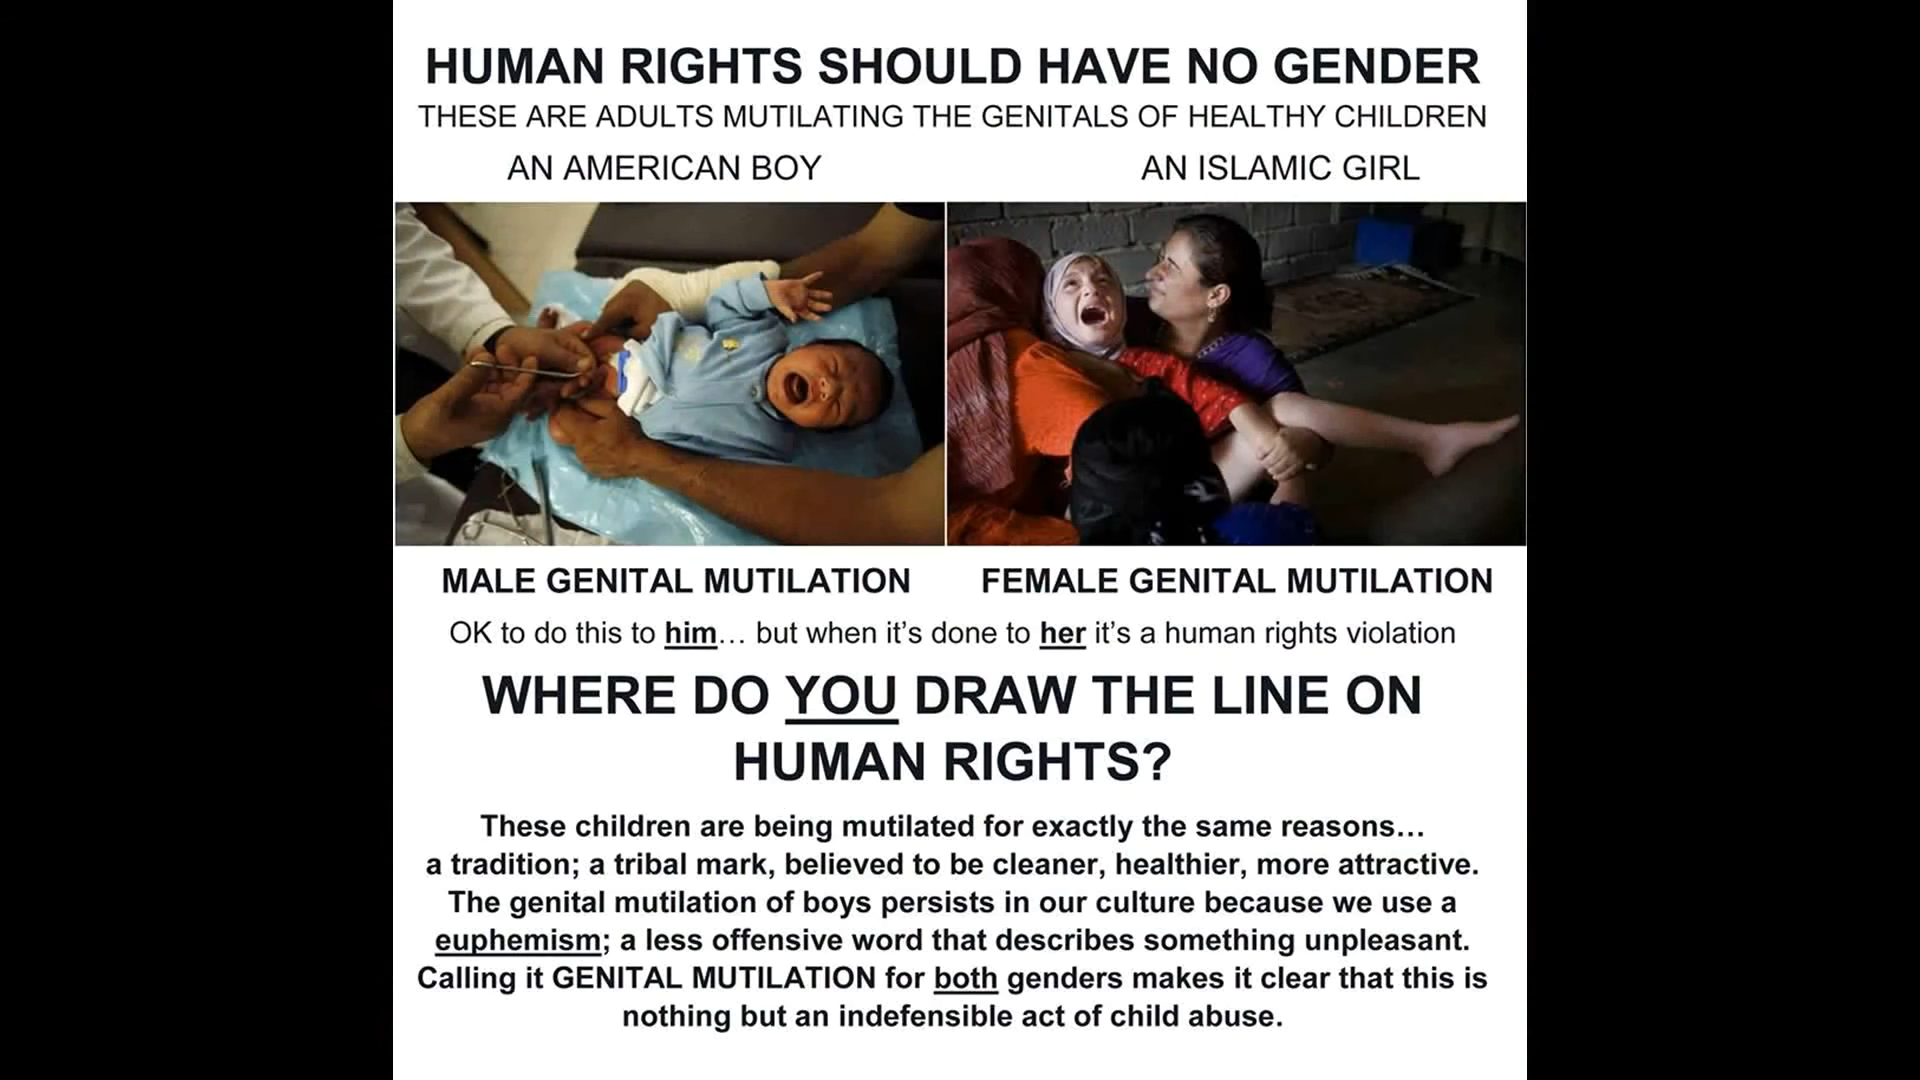 HUMAN RIGHTS SHOULD HAVE NO GENDER
THESE ARE ADULTS MUTILATING THE GENITALS OF HEALTHY CHILDREN
AN AMERICAN BOY
AN ISLAMIC GIRL
MALE GENITAL MUTILATION
FEMALE GENITAL MUTILATION
OK to do this to him… but when it’s done to her it’s a human rights violation
WHERE DO YOU DRAW THE LINE ON
HUMAN RIGHTS?
These children are being mutilated for exactly the same reasons…
a tradition; a tribal mark, believed to be cleaner, healthier, more attractive.
The genital mutilation of boys persists in our culture because we use a
euphemism; a less offensive word that describes something unpleasant.
Calling it GENITAL MUTILATION for both genders makes it clear that this is
nothing but an indefensible act of child abuse.